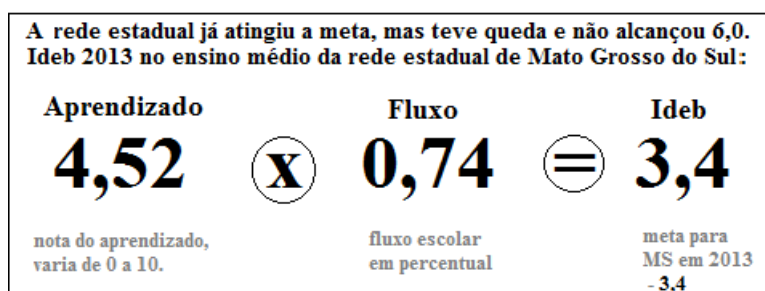 A rede estadual já atingiu a meta, mas teve queda e não alcançou 6,0.
Ideb 2013 no ensino médio da rede estadual de Mato Grosso do Sul:
Aprendizado Fluxo Ideb
4,52 x 0,74 = 3,4
nota do aprendizado,
varia de 0 a 10.
fluxo escolar
em percentual
meta para
MS em 2013
- 3,4